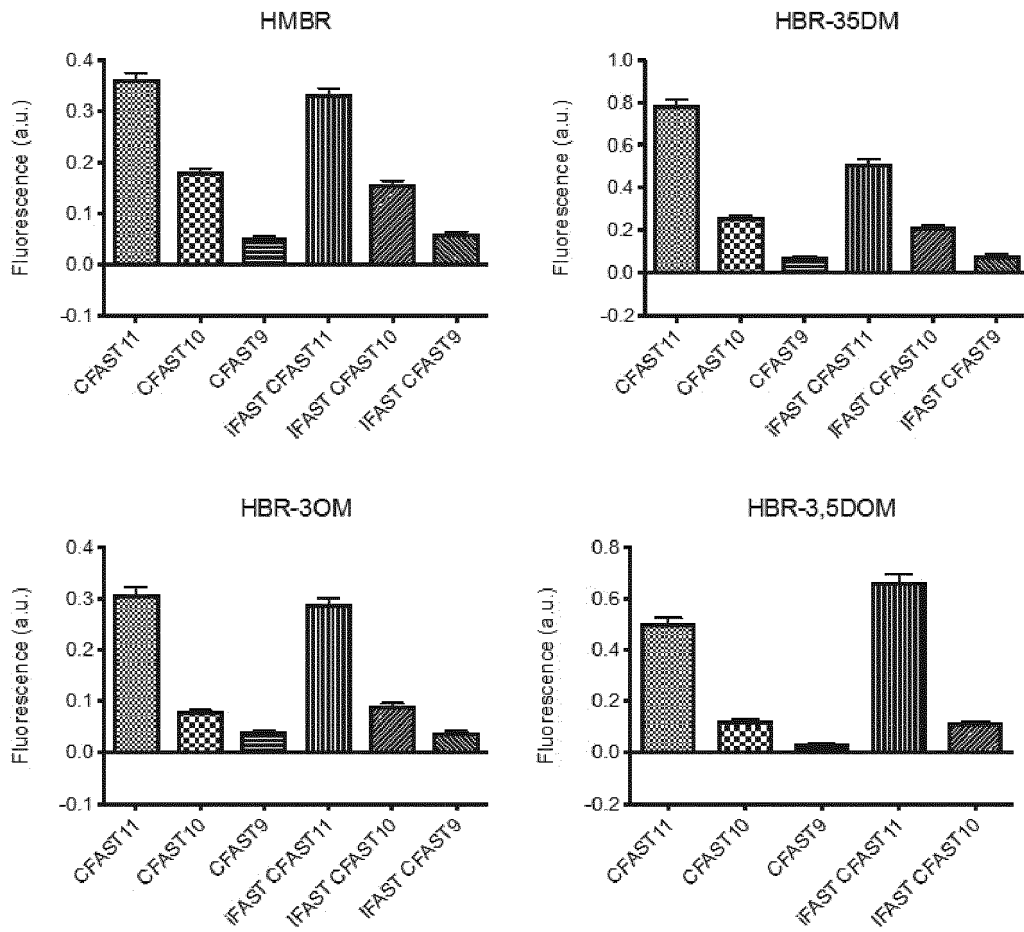 HMBR
Fluorescence (a.u.)
0.4
0.3
0.2
0.1
0.0
-0.1
CFAST11
CFAST10
CFAST9
iFAST CFAST11
IFAST CFAST10
IFAST CFAST9
HBR-35DM
Fluorescence (a.u.)
1.0
0.8
0.6
0.4
0.2
0.0
-0.2
CFAST11
CFAST10
CFAST9
iFAST CFAST11
IFAST CFAST10
IFAST CFAST9
HBR-3OM
Fluorescence (a.u.)
0.4
0.3
0.2
0.1
0.0
-0.1
CFAST11
CFAST10
CFAST9
iFAST CFAST11
IFAST CFAST10
IFAST CFAST9
HBR-3,5DOM
Fluorescence (a.u.)
0.8
0.6
0.4
0.2
0.0
-0.2
CFAST11
CFAST10
CFAST9
iFAST CFAST11
IFAST CFAST10